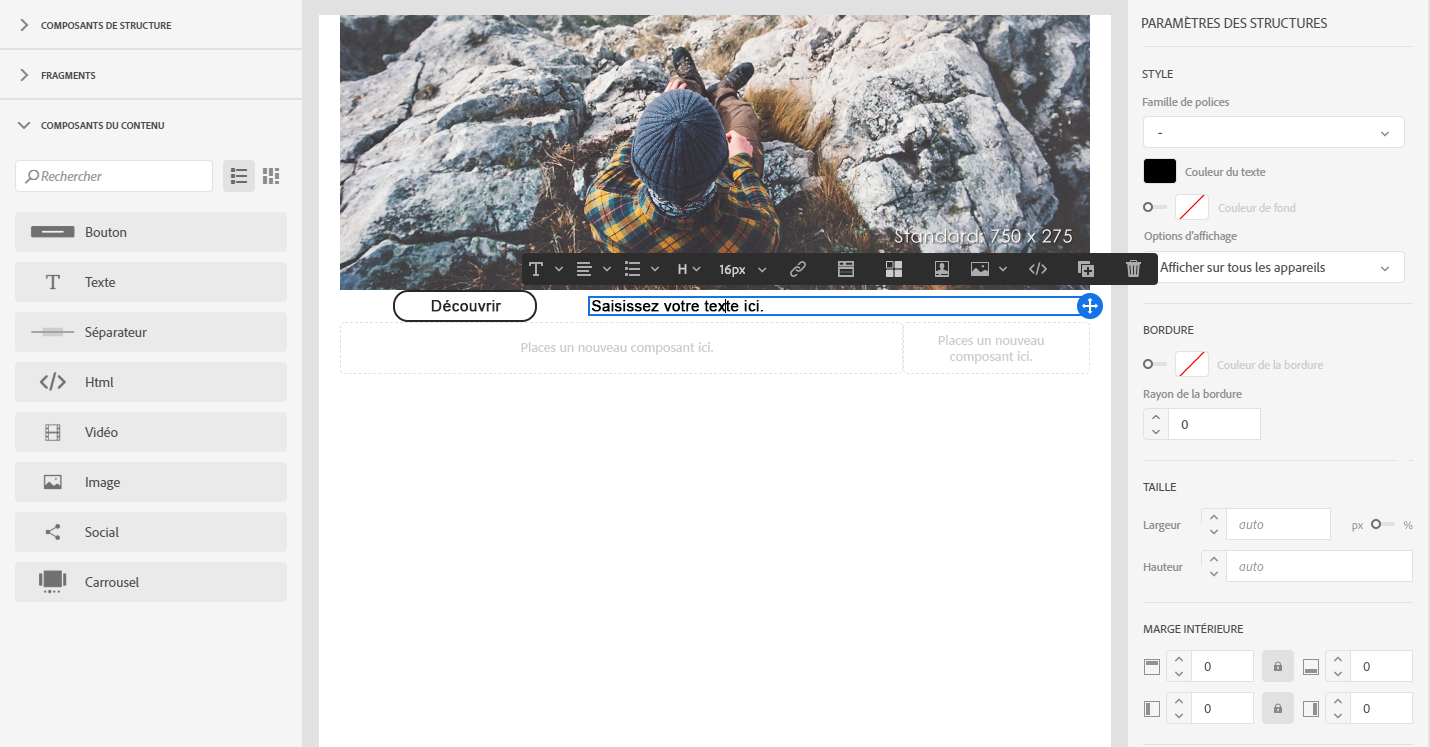 COMPOSANTS DE STRUCTURE
FRAGMENTS
COMPOSANTS DU CONTENU
Rechercher
Bouton
Texte
Séparateur
Html
Vidéo
Image
Social
Carrousel
Standard: 750 x 275
H
16px
Découvrir
Saisissez votre texte ici.
Places un nouveau composant ici.
Places un nouveau
composant ici.
PARAMÈTRES DES STRUCTURES
STYLE
Famille de polices
-
Couleur du texte
Couleur de fond
Options d'affichage
Afficher sur tous les appareils
BORDURE
Couleur de la bordure
Rayon de la bordure
0
TAILLE
Largeur
auto
px
%
Hauteur
auto
MARGE INTÉRIEURE
0
0
0
0